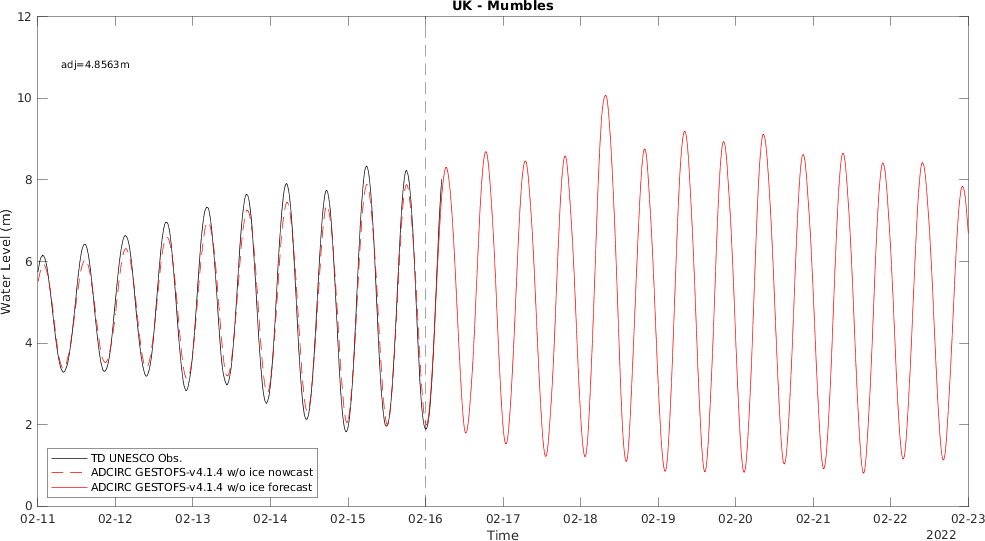 UK - Mumbles
12
adj=4.8563m
10
8
6
4
2
0
Water Level (m)
TD UNESCO Obs.
ADCIRC GESTOFS-v4.1.4 w/o ice nowcast
ADCIRC GESTOFS-v4.1.4 w/o ice forecast
02-11 02-12 02-13 02-14 02-15 02-16 02-17 02-18 02-19 02-20 02-21 02-22 02-23
Time
2022